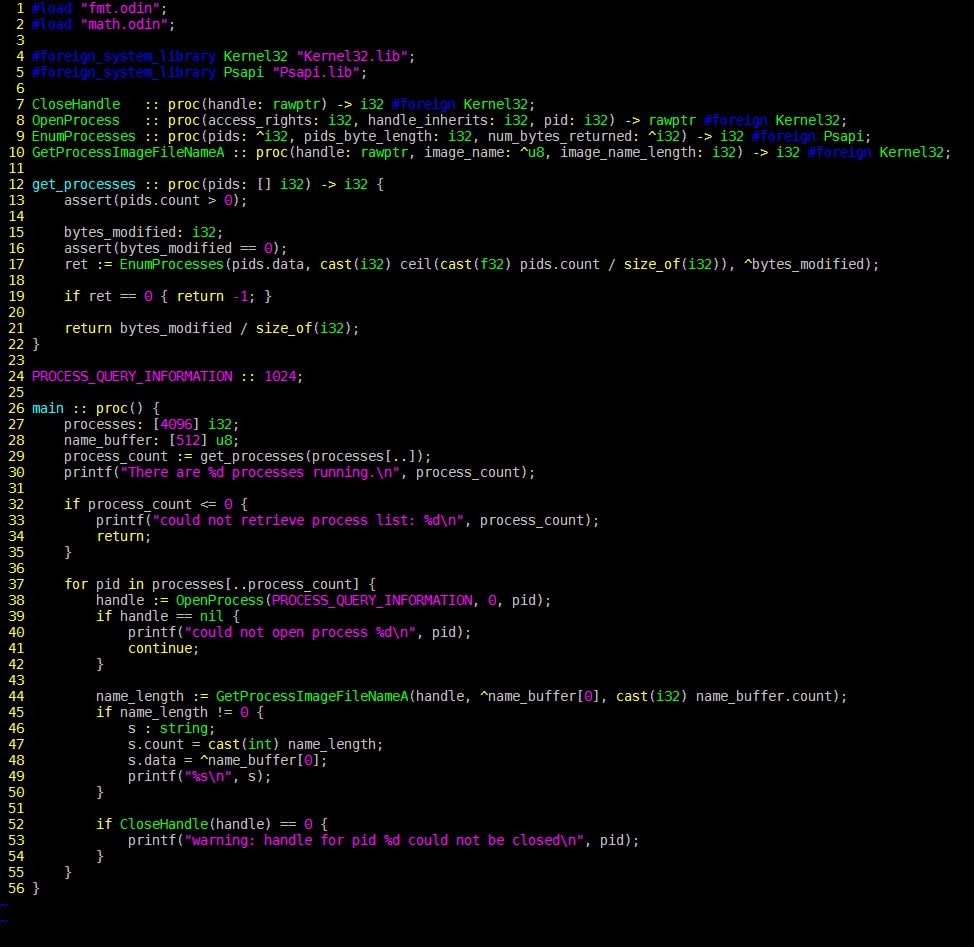 1 #load "fmt.odin";
2 #load "math.odin";
3
4 #foreign_system_library Kernel32 "Kernel32.lib";
5 #foreign_system_library Psapi "Psapi.lib";
6
7 CloseHandle   :: proc(handle: rawptr) -> i32 #foreign Kernel32;
8 OpenProcess   :: proc(access_rights: i32, handle_inherits: i32, pid: i32) -> rawptr #foreign Kernel32;
9 EnumProcesses :: proc(pids: ^i32, pids_byte_length: i32, num_bytes_returned: ^i32) -> i32 #foreign Psapi;
10 GetProcessImageFileNameA :: proc(handle: rawptr, image_name: ^u8, image_name_length: i32) -> i32 #foreign Kernel32;
11
12 get_processes :: proc(pids: [] i32) -> i32 {
13     assert(pids.count > 0);
14
15     bytes_modified: i32;
16     assert(bytes_modified == 0);
17     ret := EnumProcesses(pids.data, cast(i32) ceil(cast(f32) pids.count / size_of(i32)), ^bytes_modified);
18
19     if ret == 0 { return -1; }
20
21     return bytes_modified / size_of(i32);
22 }
23
24 PROCESS_QUERY_INFORMATION :: 1024;
25
26 main :: proc() {
27     processes: [4096] i32;
28     name_buffer: [512] u8;
29     process_count := get_processes(processes[..]);
30     printf("There are %d processes running.\n", process_count);
31
32     if process_count <= 0 {
33         printf("could not retrieve process list: %d\n", process_count);
34         return;
35     }
36
37     for pid in processes[..process_count] {
38         handle := OpenProcess(PROCESS_QUERY_INFORMATION, 0, pid);
39         if handle == nil {
40             printf("could not open process %d\n", pid);
41             continue;
42         }
43
44         name_length := GetProcessImageFileNameA(handle, ^name_buffer[0], cast(i32) name_buffer.count);
45         if name_length != 0 {
46             s : string;
47             s.count = cast(int) name_length;
48             s.data = ^name_buffer[0];
49             printf("%s\n", s);
50         }
51
52         if CloseHandle(handle) == 0 {
53             printf("warning: handle for pid %d could not be closed\n", pid);
54         }
55     }
56 }
~
~